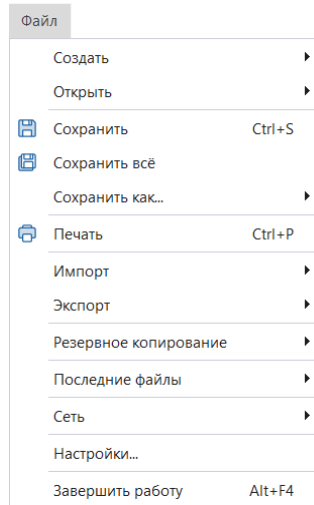 Файл
Создать
Открыть
Сохранить Ctrl+S
Сохранить всё
Сохранить как...
Печать Ctrl+P
Импорт
Экспорт
Резервное копирование
Последние файлы
Сеть
Настройки...
Завершить работу Alt+F4